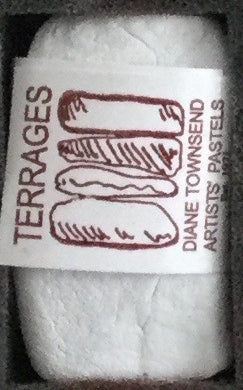 TERRAGES
DIANE TOWNSEND
ARTISTS' PASTELS